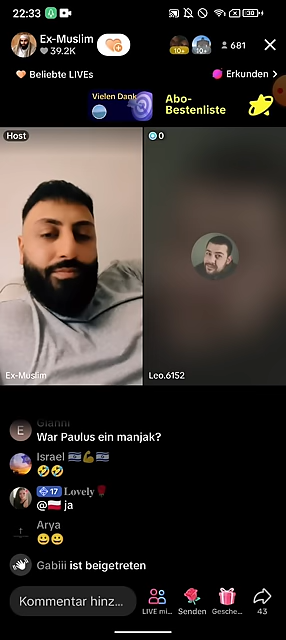 22:33
Ex-Muslim
39.2K
10+
10+
681
Beliebte LIVEs
Erkunden
Vielen Dank
Abo-
Bestenliste
Host
0
Ex-Muslim
Leo.6152
Gianni
E
War Paulus ein manjak?
Israel 🇮🇱💪🇮🇱
🤣🤣
17 Lovely🌹
@🇵🇱 ja
Arya
😀😀
👋 Gabiii ist beigetreten
Kommentar hinz...
LIVE mi...
Senden
Gesche...
43